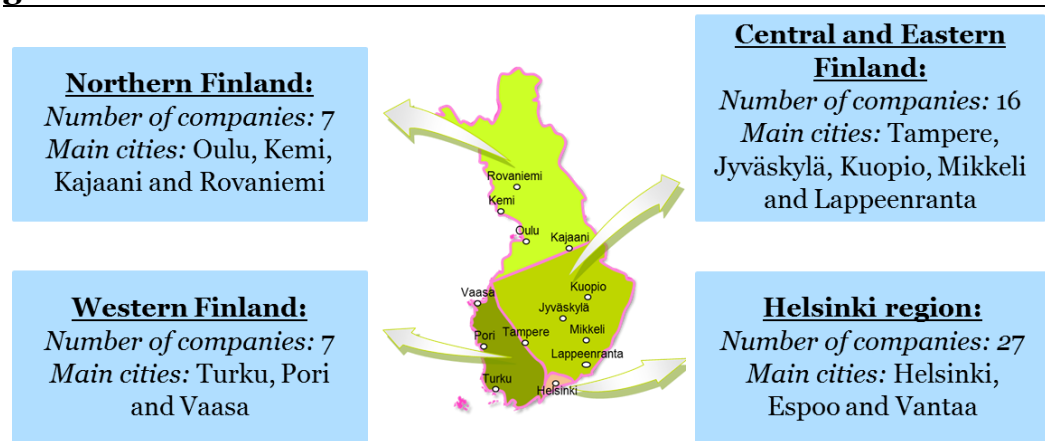 g
Northern Finland:
Number of companies: 7
Main cities: Oulu, Kemi,
Kajaani and Rovaniemi
Central and Eastern
Finland:
Number of companies: 16
Main cities: Tampere,
Jyväskylä, Kuopio, Mikkeli
and Lappeenranta
Rovaniemi
Kemi
Oulu
Kajaani
Vaasa
Kuopio
Jyväskylä
Pori
Tampere
Mikkeli
Lappeenranta
Turku
Helsinki
Western Finland:
Number of companies: 7
Main cities: Turku, Pori
and Vaasa
Helsinki region:
Number of companies: 27
Main cities: Helsinki,
Espoo and Vantaa